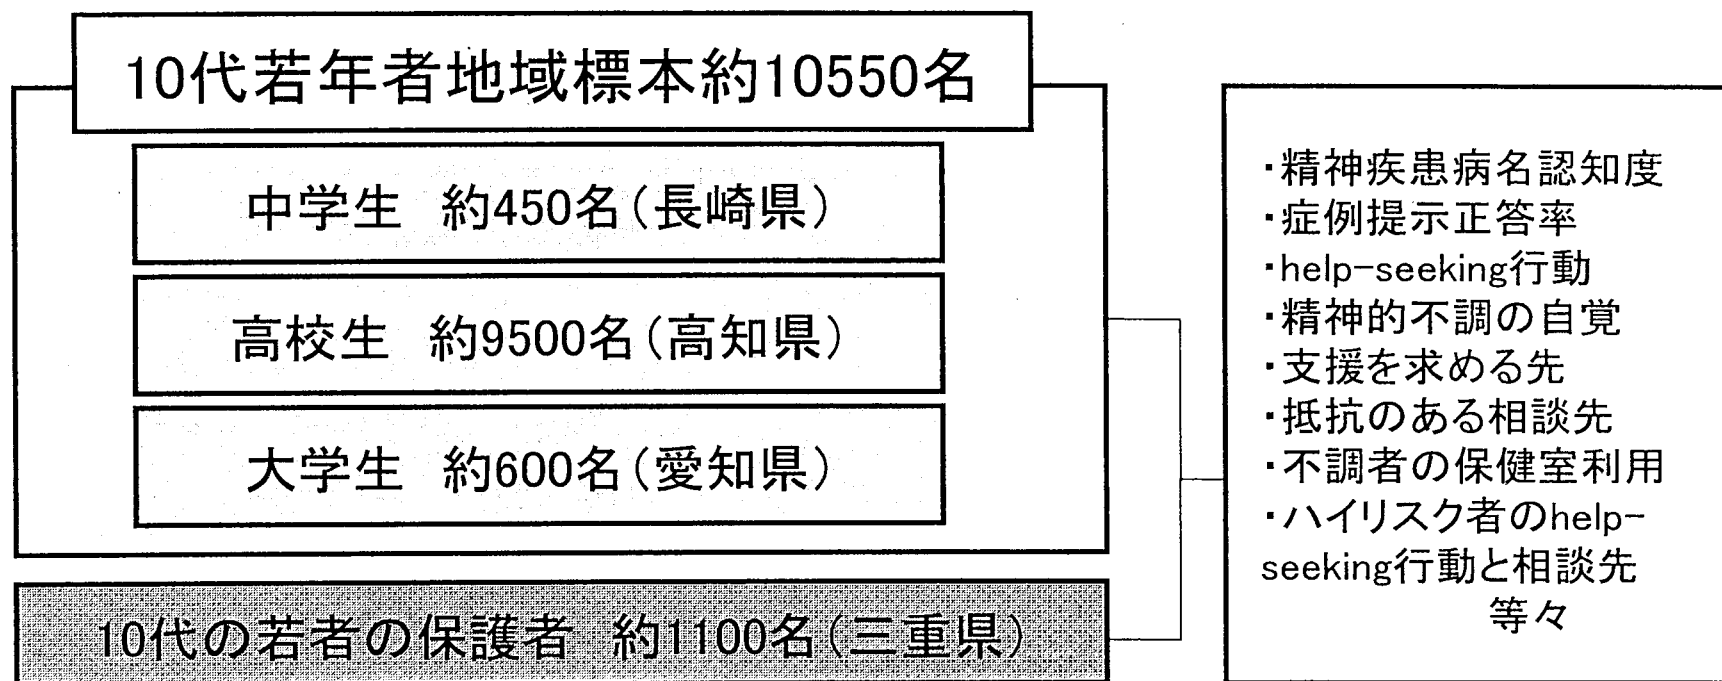 10代若年者地域標本約10550名
中学生　約450名(長崎県)
高校生　約9500名(高知県)
大学生　約600名(愛知県)
10代の若者の保護者　約1100名(三重県)
・精神疾患病名認知度
・症例提示正答率
・help-seeking行動
・精神的不調の自覚
・支援を求める先
・抵抗のある相談先
・不調者の保健室利用
・ハイリスク者のhelp-
seeking行動と相談先
等々